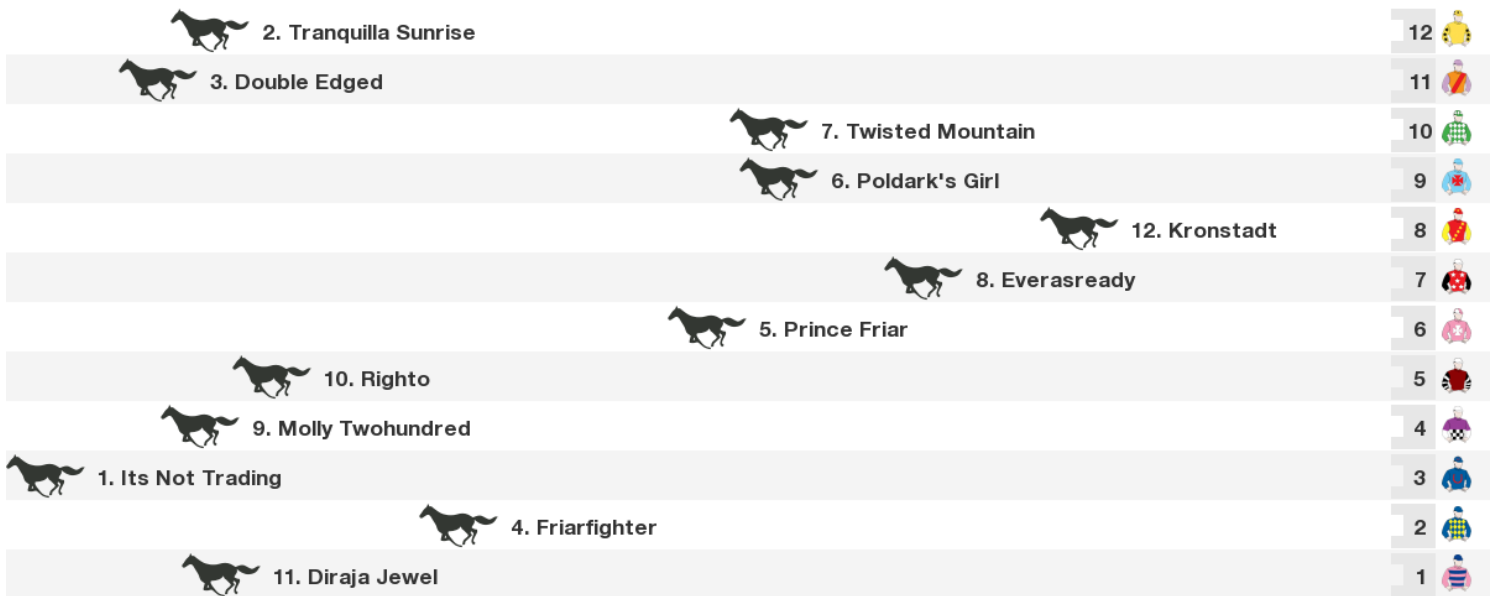 2. Tranquilla Sunrise 12
3. Double Edged 11
7. Twisted Mountain 10
6. Poldark's Girl 9
12. Kronstadt 8
8. Everasready 7
5. Prince Friar 6
10. Righto 5
9. Molly Twohundred 4
1. Its Not Trading 3
4. Friarfighter 2
11. Diraja Jewel 1